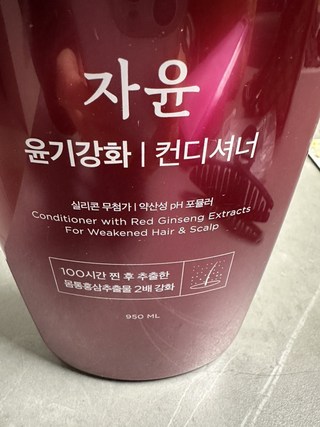 자윤
윤기강화 | 컨디셔너
실리콘 무첨가 | 약산성 pH 포뮬러
Conditioner with Red Ginseng Extracts
For Weakened Hair & Scalp
100시간 찐 후 추출한
몸통홍삼추출물 2배 강화
950 ML